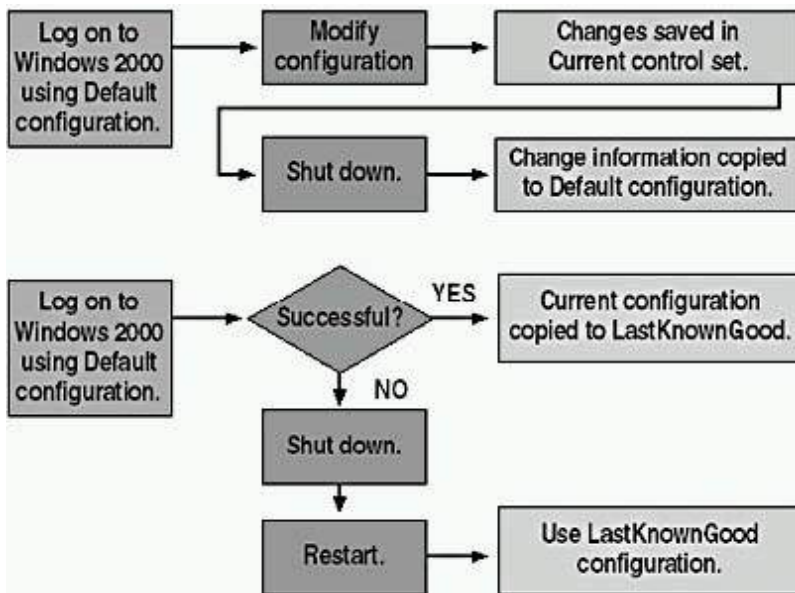 Log on to
Windows 2000
using Default
configuration.
Modify
configuration
Changes saved in
Current control set.
Shut down.
Change information copied
to Default configuration.
Log on to
Windows 2000
using Default
configuration.
Successful?
YES
Current configuration
copied to LastKnownGood.
NO
Shut down.
Restart.
Use LastKnownGood
configuration.